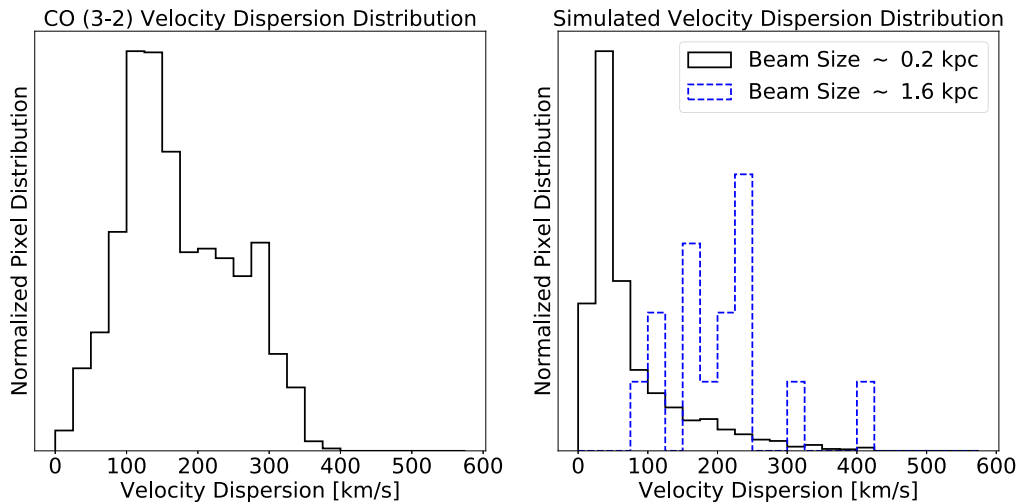 CO (3-2) Velocity Dispersion Distribution
Normalized Pixel Distribution
0 100 200 300 400 500 600
Velocity Dispersion [km/s]
Simulated Velocity Dispersion Distribution
Beam Size ~ 0.2 kpc
Beam Size ~ 1.6 kpc
Normalized Pixel Distribution
0 100 200 300 400 500 600
Velocity Dispersion [km/s]